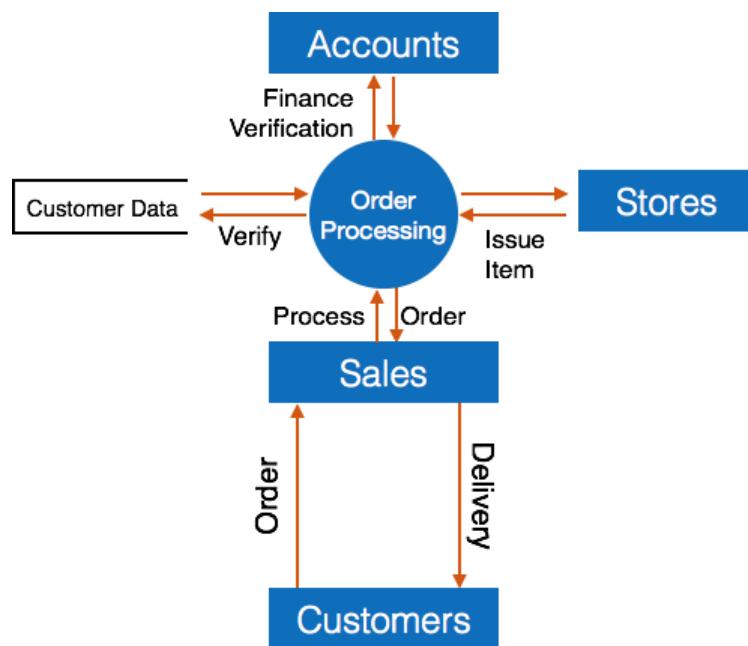 Accounts
Finance
Verification
Customer Data
Order
Processing
Stores
Verify
Issue
Item
Process
Order
Sales
Order
Delivery
Customers